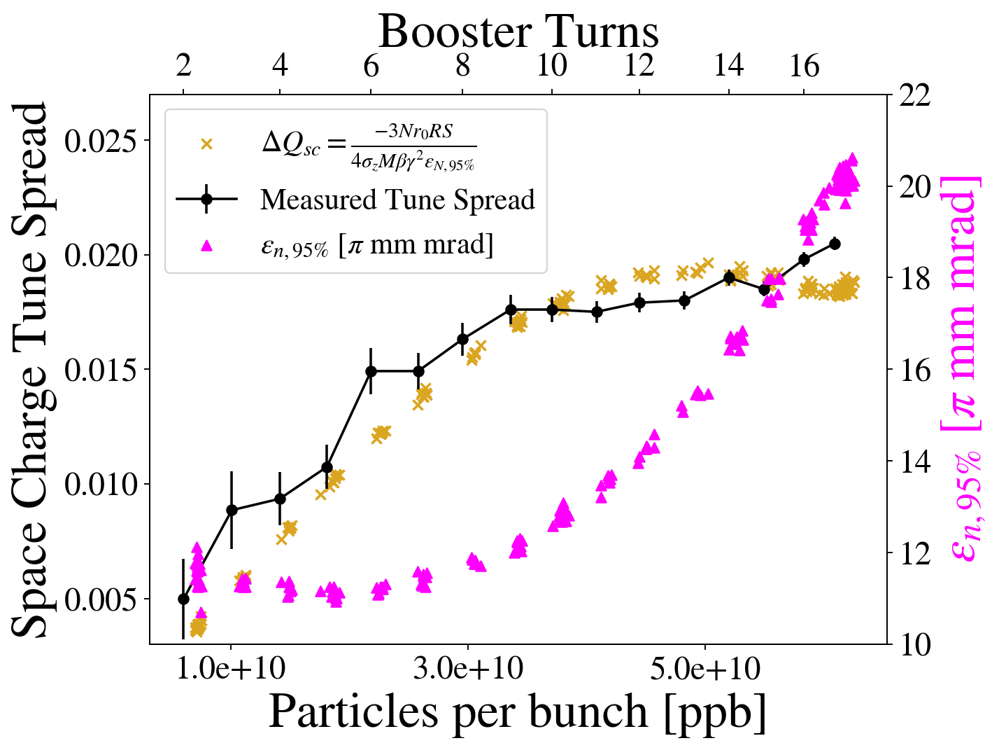 Booster Turns
2 4 6 8 10 12 14 16
Space Charge Tune Spread
0.025
0.020
0.015
0.010
0.005
ΔQ_sc = −3Nr₀RS / 4σ_zMβγ²ε_N,95%
Measured Tune Spread
ε_n,95% [π mm mrad]
22
20
18
16
14
12
10
ε_n,95% [π mm mrad]
1.0e+10 3.0e+10 5.0e+10
Particles per bunch [ppb]